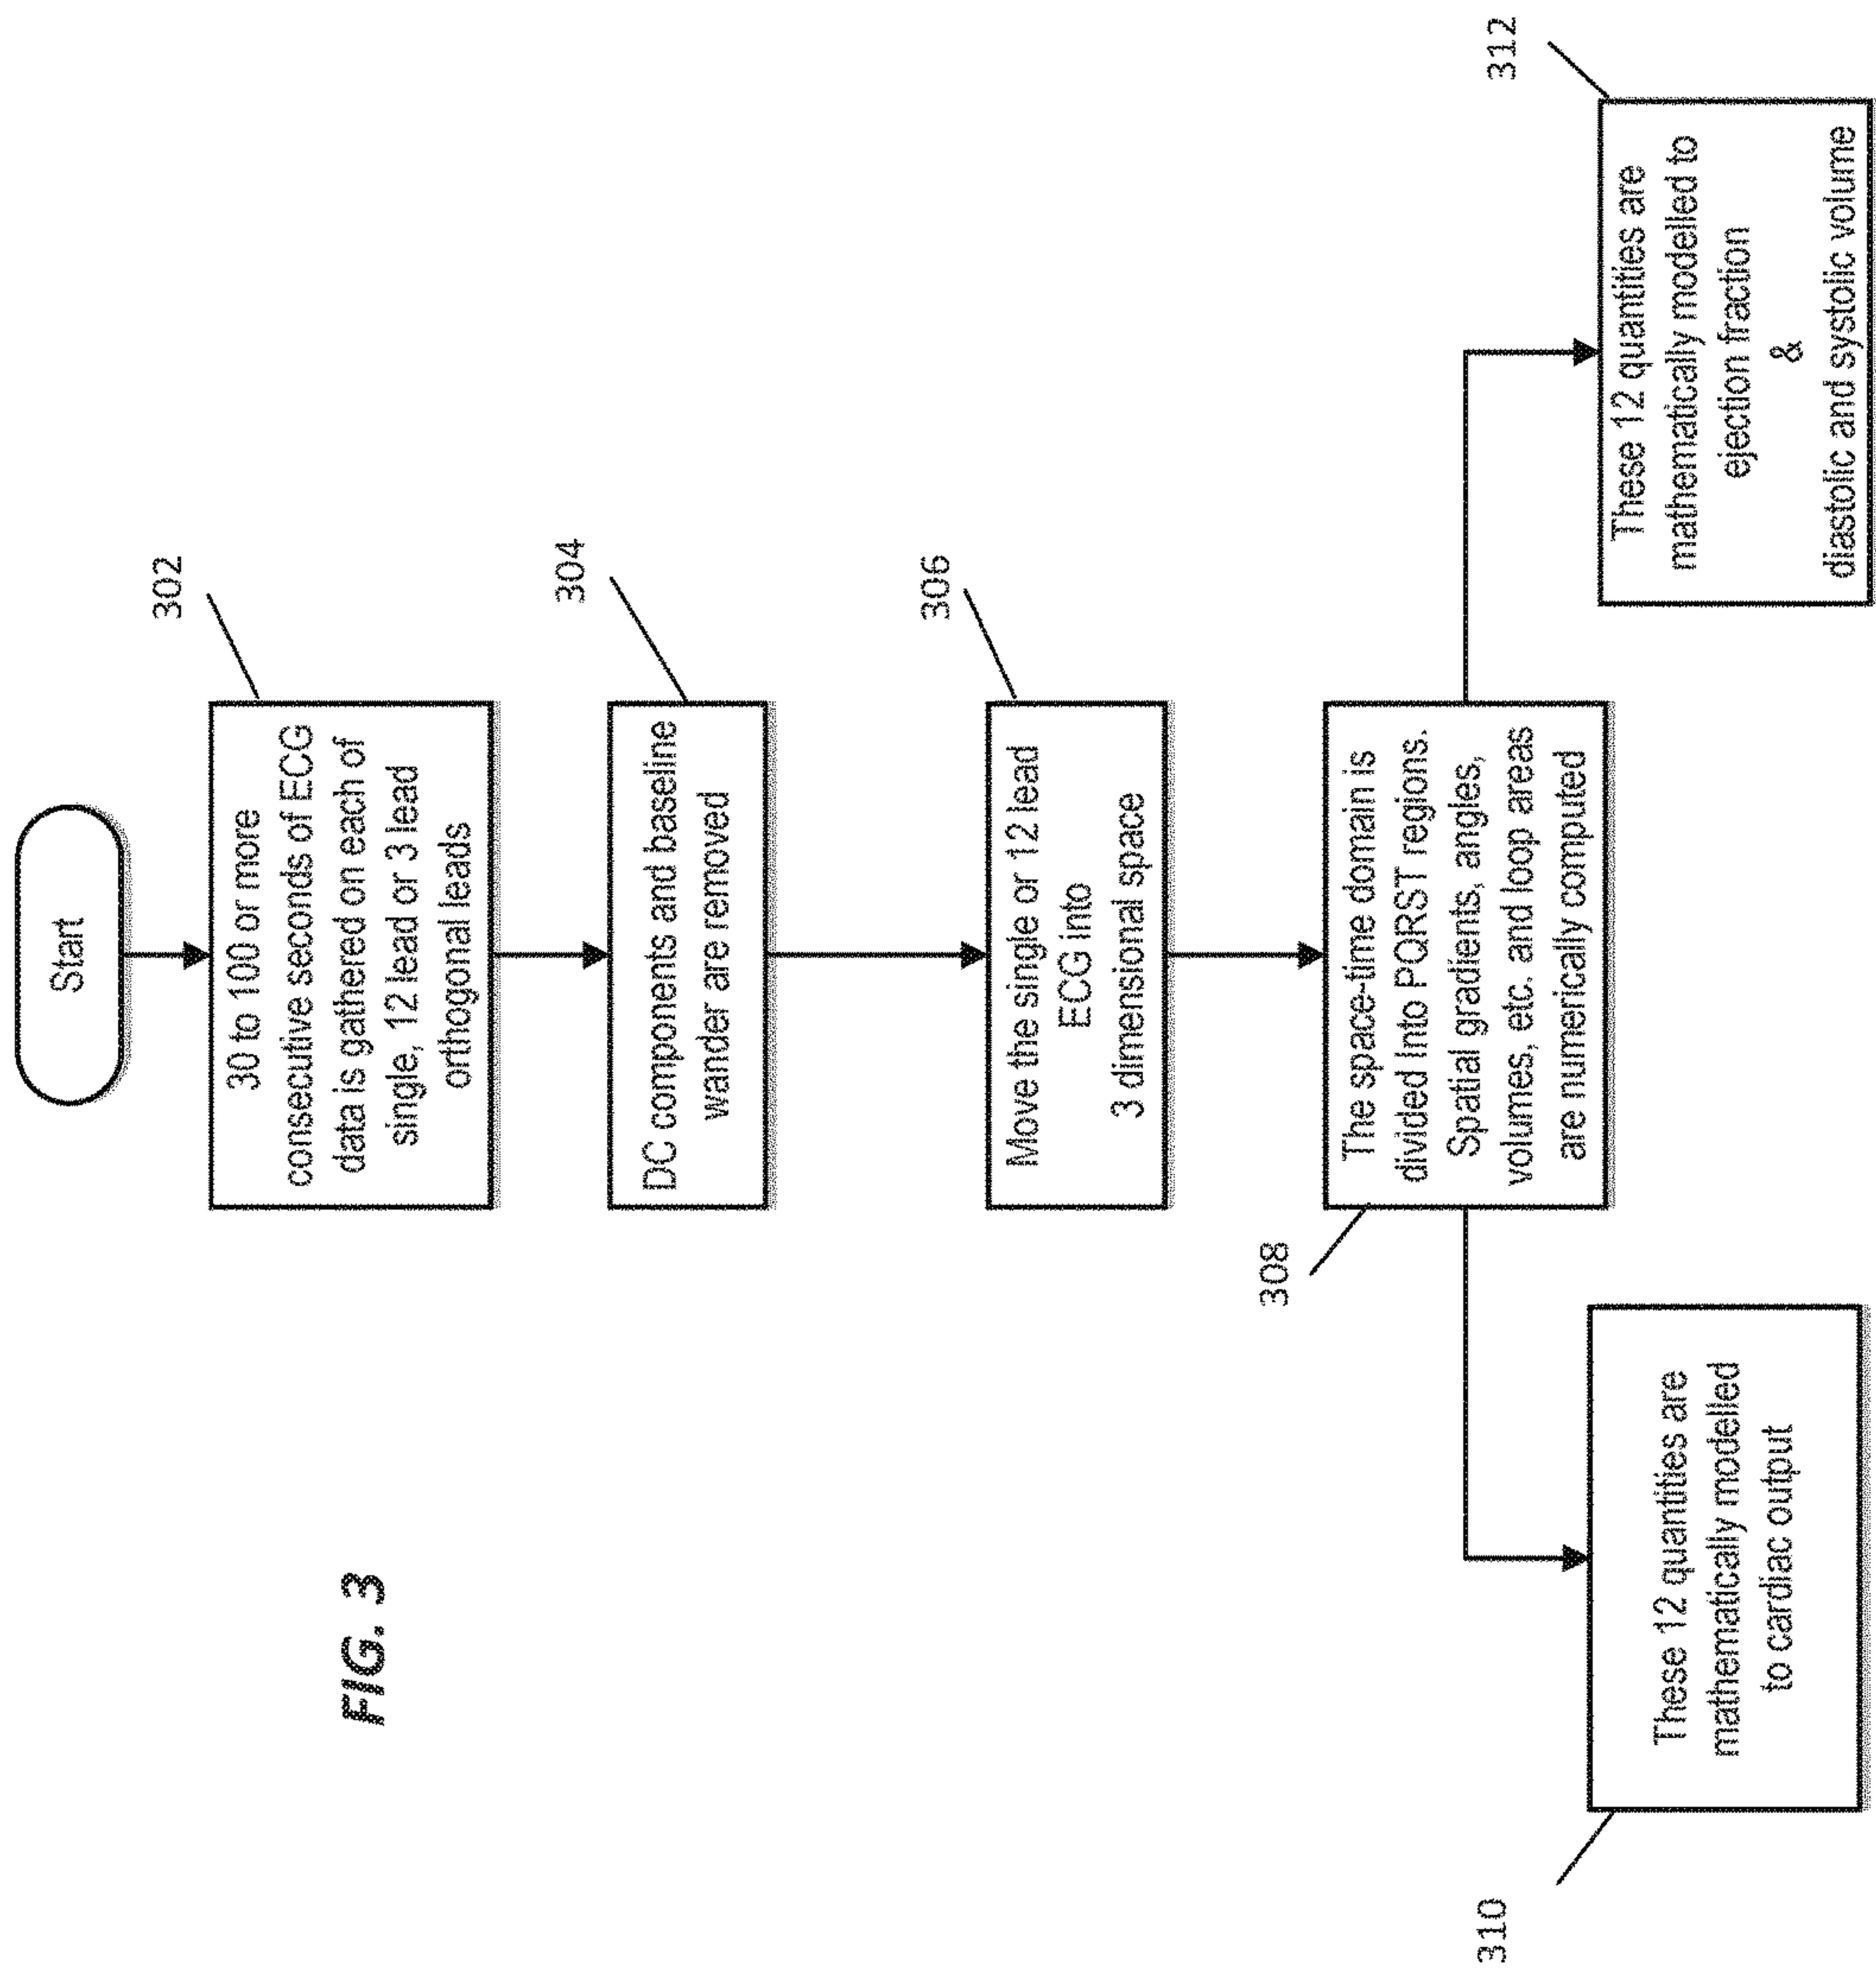 Start
302
30 to 100 or more
consecutive seconds of ECG
data is gathered on each of
single, 12 lead or 3 lead
orthogonal leads
304
DC components and baseline
wander are removed
306
Move the single or 12 lead
ECG into
3 dimensional space
308
The space-time domain is
divided Into PQRST regions.
Spatial gradients, angles,
volumes, etc. and loop areas
are numerically computed
310
These 12 quantities are
mathematically modelled
to cardiac output
312
These 12 quantities are
mathematically modelled to
ejection fraction
&
diastolic and systolic volume
FIG. 3